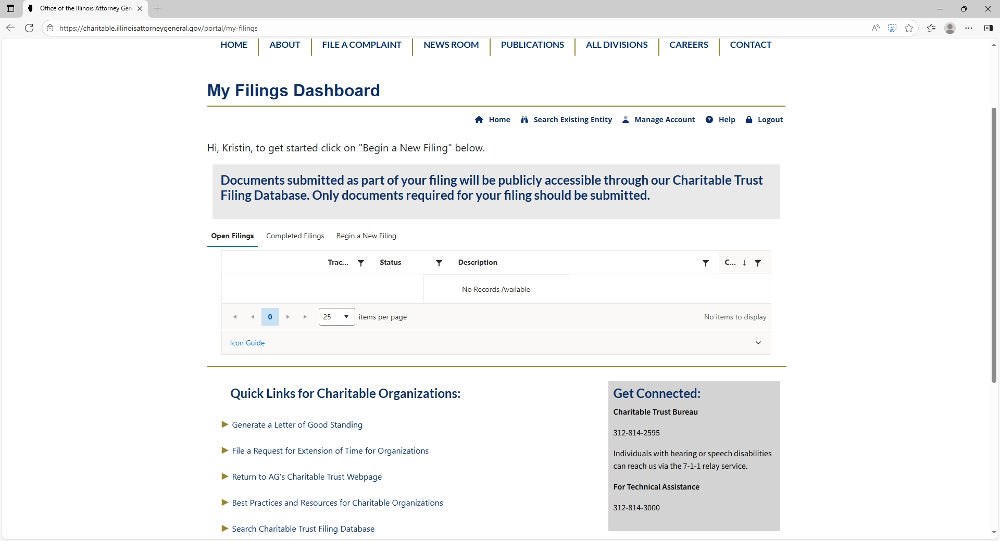 Office of the Illinois Attorney Gen
https://charitable.illinoisattorneygeneral.gov/portal/my-filings
HOME
ABOUT
FILE A COMPLAINT
NEWS ROOM
PUBLICATIONS
ALL DIVISIONS
CAREERS
CONTACT
My Filings Dashboard
Home
Search Existing Entity
Manage Account
Help
Logout
Hi, Kristin, to get started click on "Begin a New Filing" below.
Documents submitted as part of your filing will be publicly accessible through our Charitable Trust
Filing Database. Only documents required for your filing should be submitted.
Open Filings
Completed Filings
Begin a New Filing
Trac...
Status
Description
C...
No Records Available
0
25
items per page
No items to display
Icon Guide
Quick Links for Charitable Organizations:
Generate a Letter of Good Standing
File a Request for Extension of Time for Organizations
Return to AG's Charitable Trust Webpage
Best Practices and Resources for Charitable Organizations
Search Charitable Trust Filing Database
Get Connected:
Charitable Trust Bureau
312-814-2595
Individuals with hearing or speech disabilities
can reach us via the 7-1-1 relay service.
For Technical Assistance
312-814-3000